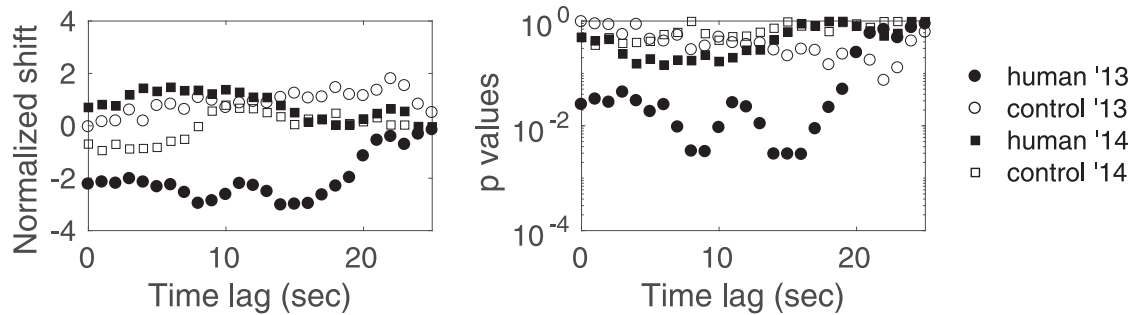 Normalized shift
4
2
0
-2
-4
0
10
20
Time lag (sec)
p values
10^0
10^-2
10^-4
0
10
20
Time lag (sec)
human '13
control '13
human '14
control '14